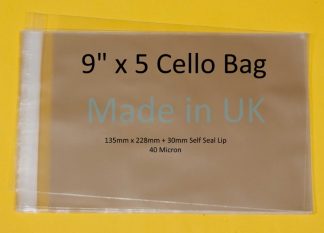 9" x 5 Cello Bag
Made in UK
135mm x 228mm + 30mm Self Seal Lip
40 Micron